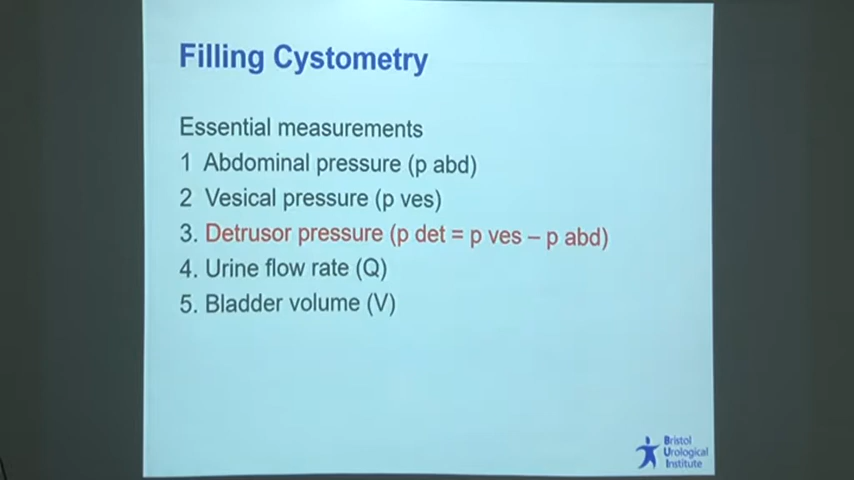 Filling Cystometry
Essential measurements
1 Abdominal pressure (p abd)
2 Vesical pressure (p ves)
3. Detrusor pressure (p det = p ves – p abd)
4. Urine flow rate (Q)
5. Bladder volume (V)
Bristol
Urological
Institute